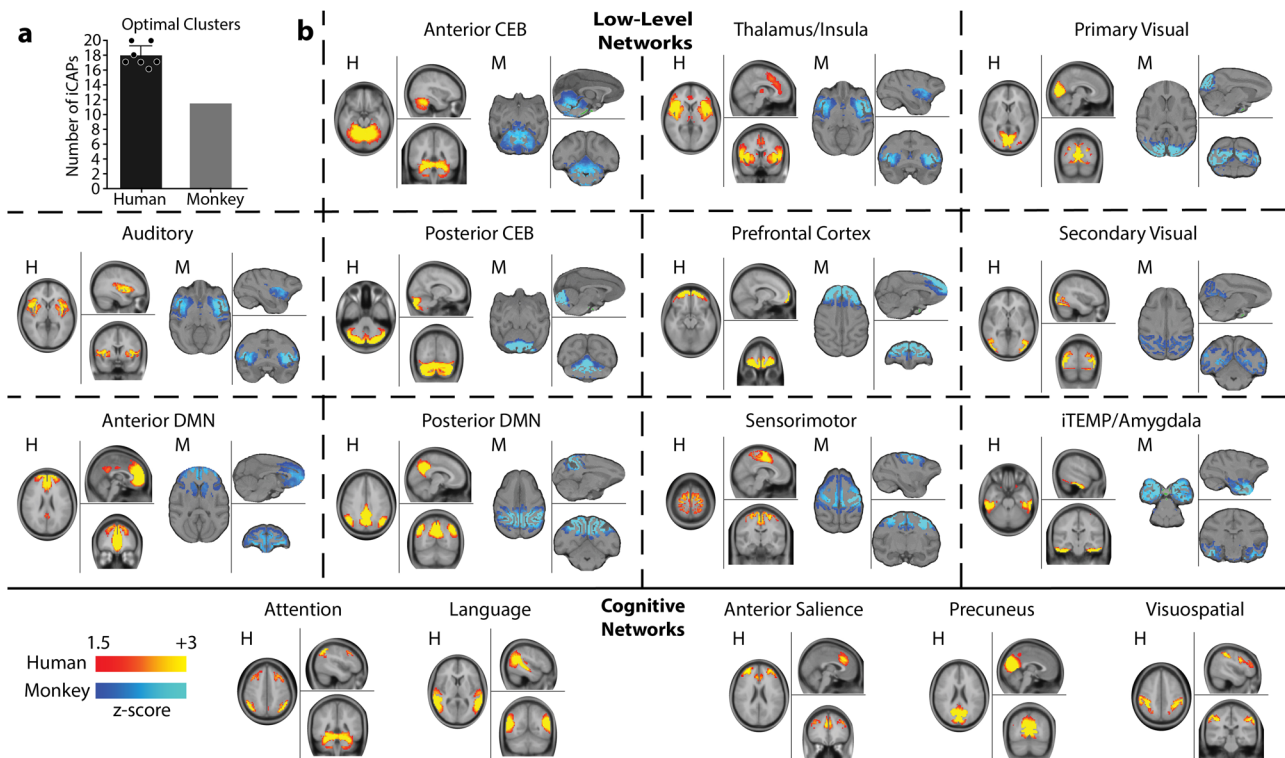 a
Optimal Clusters
Number of iCAPs
20
18
16
14
12
10
8
6
4
2
0
Human
Monkey
b
Low-Level
Networks
Anterior CEB
H
M
Thalamus/Insula
H
M
Primary Visual
H
M
Auditory
H
M
Posterior CEB
H
M
Prefrontal Cortex
H
M
Secondary Visual
H
M
Anterior DMN
H
M
Posterior DMN
H
M
Sensorimotor
H
M
iTEMP/Amygdala
H
M
Cognitive
Networks
1.5 +3
Human
Monkey
z-score
Attention
H
Language
H
Anterior Salience
H
Precuneus
H
Visuospatial
H